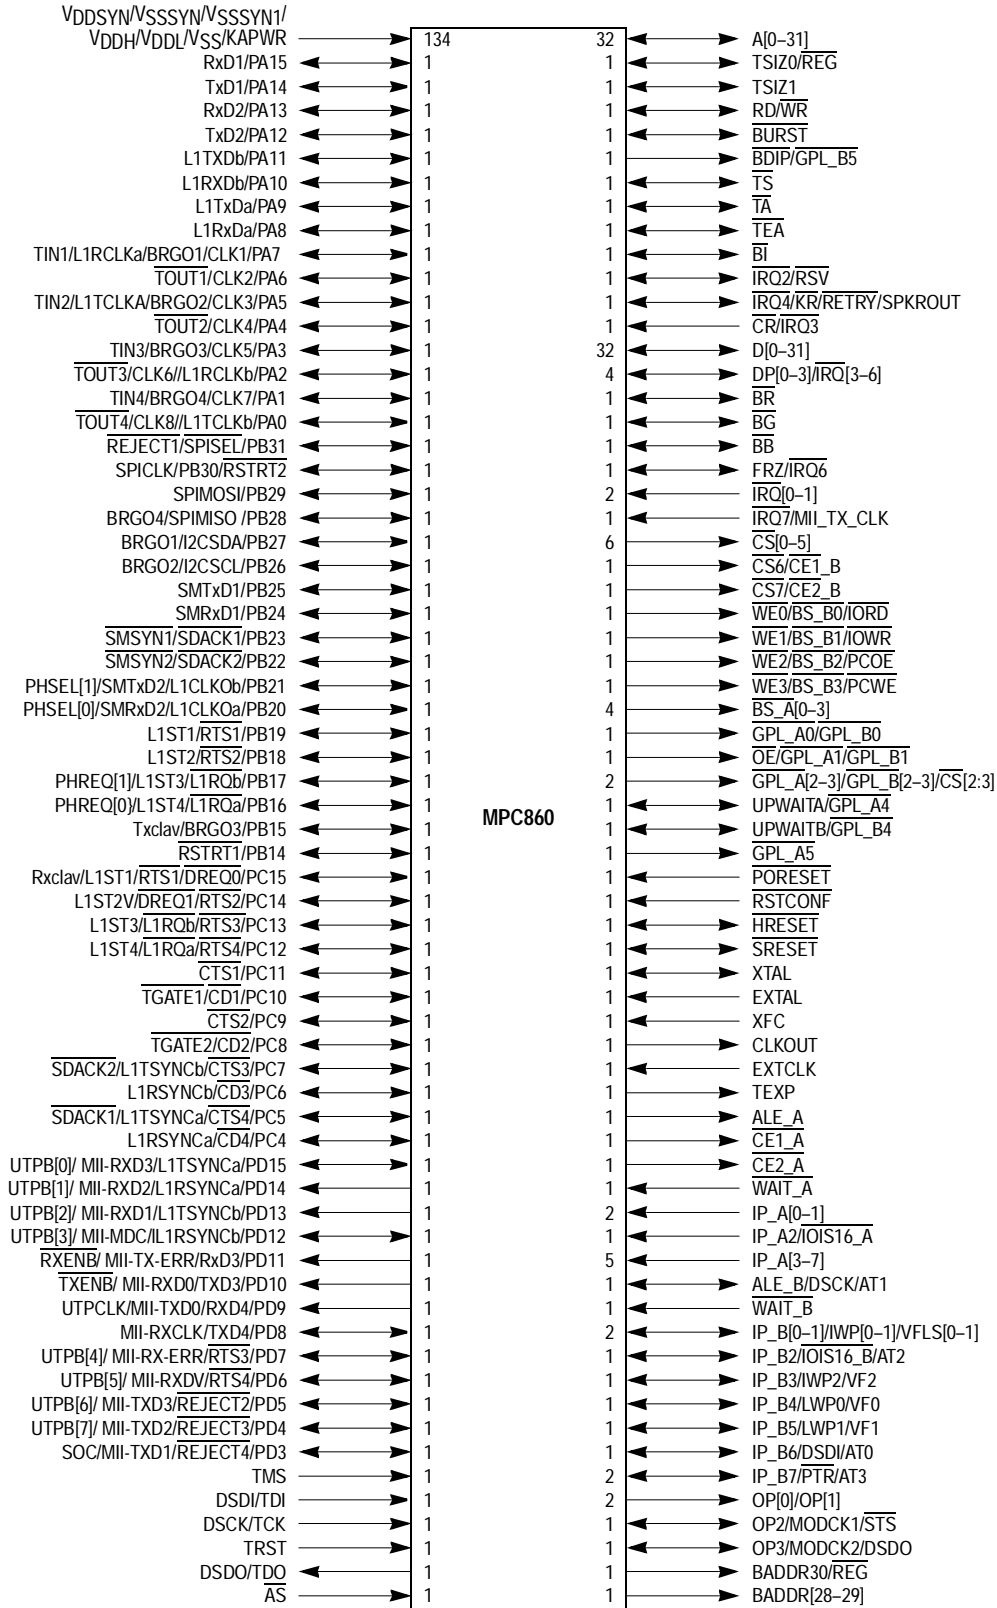 VDDSYN/VSSSYN/VSSSYN1/
VDDH/VDDL/VSS/KAPWR 134 32 A[0–31]
RxD1/PA15 1 1 TSIZ0/REG
TxD1/PA14 1 1 TSIZ1
RxD2/PA13 1 1 RD/WR
TxD2/PA12 1 1 BURST
L1TXDb/PA11 1 1 BDIP/GPL_B5
L1RXDb/PA10 1 1 TS
L1TxDa/PA9 1 1 TA
L1RxDa/PA8 1 1 TEA
TIN1/L1RCLKa/BRGO1/CLK1/PA7 1 1 BI
TOUT1/CLK2/PA6 1 1 IRQ2/RSV
TIN2/L1TCLKA/BRGO2/CLK3/PA5 1 1 IRQ4/KR/RETRY/SPKROUT
TOUT2/CLK4/PA4 1 1 CR/IRQ3
TIN3/BRGO3/CLK5/PA3 1 32 D[0–31]
TOUT3/CLK6//L1RCLKb/PA2 1 4 DP[0–3]/IRQ[3–6]
TIN4/BRGO4/CLK7/PA1 1 1 BR
TOUT4/CLK8//L1TCLKb/PA0 1 1 BG
REJECT1/SPISEL/PB31 1 1 BB
SPICLK/PB30/RSTRT2 1 1 FRZ/IRQ6
SPIMOSI/PB29 1 2 IRQ[0–1]
BRGO4/SPIMISO /PB28 1 1 IRQ7/MII_TX_CLK
BRGO1/I2CSDA/PB27 1 6 CS[0–5]
BRGO2/I2CSCL/PB26 1 1 CS6/CE1_B
SMTxD1/PB25 1 1 CS7/CE2_B
SMRxD1/PB24 1 1 WE0/BS_B0/IORD
SMSYN1/SDACK1/PB23 1 1 WE1/BS_B1/IOWR
SMSYN2/SDACK2/PB22 1 1 WE2/BS_B2/PCOE
PHSEL[1]/SMTxD2/L1CLKOb/PB21 1 1 WE3/BS_B3/PCWE
PHSEL[0]/SMRxD2/L1CLKOa/PB20 1 4 BS_A[0–3]
L1ST1/RTS1/PB19 1 1 GPL_A0/GPL_B0
L1ST2/RTS2/PB18 1 1 OE/GPL_A1/GPL_B1
PHREQ[1]/L1ST3/L1RQb/PB17 1 2 GPL_A[2–3]/GPL_B[2–3]/CS[2:3]
PHREQ[0]/L1ST4/L1RQa/PB16 1 1 UPWAITA/GPL_A4
MPC860
Txclav/BRGO3/PB15 1 1 UPWAITB/GPL_B4
RSTRT1/PB14 1 1 GPL_A5
Rxclav/L1ST1/RTS1/DREQ0/PC15 1 1 PORESET
L1ST2V/DREQ1/RTS2/PC14 1 1 RSTCONF
L1ST3/L1RQb/RTS3/PC13 1 1 HRESET
L1ST4/L1RQa/RTS4/PC12 1 1 SRESET
CTS1/PC11 1 1 XTAL
TGATE1/CD1/PC10 1 1 EXTAL
CTS2/PC9 1 1 XFC
TGATE2/CD2/PC8 1 1 CLKOUT
SDACK2/L1TSYNCb/CTS3/PC7 1 1 EXTCLK
L1RSYNCb/CD3/PC6 1 1 TEXP
SDACK1/L1TSYNCa/CTS4/PC5 1 1 ALE_A
L1RSYNCa/CD4/PC4 1 1 CE1_A
UTPB[0]/ MII-RXD3/L1TSYNCa/PD15 1 1 CE2_A
UTPB[1]/ MII-RXD2/L1RSYNCa/PD14 1 1 WAIT_A
UTPB[2]/ MII-RXD1/L1TSYNCb/PD13 1 2 IP_A[0–1]
UTPB[3]/ MII-MDC/lL1RSYNCb/PD12 1 1 IP_A2/IOIS16_A
RXENB/ MII-TX-ERR/RxD3/PD11 1 5 IP_A[3–7]
TXENB/ MII-RXD0/TXD3/PD10 1 1 ALE_B/DSCK/AT1
UTPCLK/MII-TXD0/RXD4/PD9 1 1 WAIT_B
MII-RXCLK/TXD4/PD8 1 2 IP_B[0–1]/IWP[0–1]/VFLS[0–1]
UTPB[4]/ MII-RX-ERR/RTS3/PD7 1 1 IP_B2/IOIS16_B/AT2
UTPB[5]/ MII-RXDV/RTS4/PD6 1 1 IP_B3/IWP2/VF2
UTPB[6]/ MII-TXD3/REJECT2/PD5 1 1 IP_B4/LWP0/VF0
UTPB[7]/ MII-TXD2/REJECT3/PD4 1 1 IP_B5/LWP1/VF1
SOC/MII-TXD1/REJECT4/PD3 1 1 IP_B6/DSDI/AT0
TMS 1 2 IP_B7/PTR/AT3
DSDI/TDI 1 2 OP[0]/OP[1]
DSCK/TCK 1 1 OP2/MODCK1/STS
TRST 1 1 OP3/MODCK2/DSDO
DSDO/TDO 1 1 BADDR30/REG
AS 1 1 BADDR[28–29]